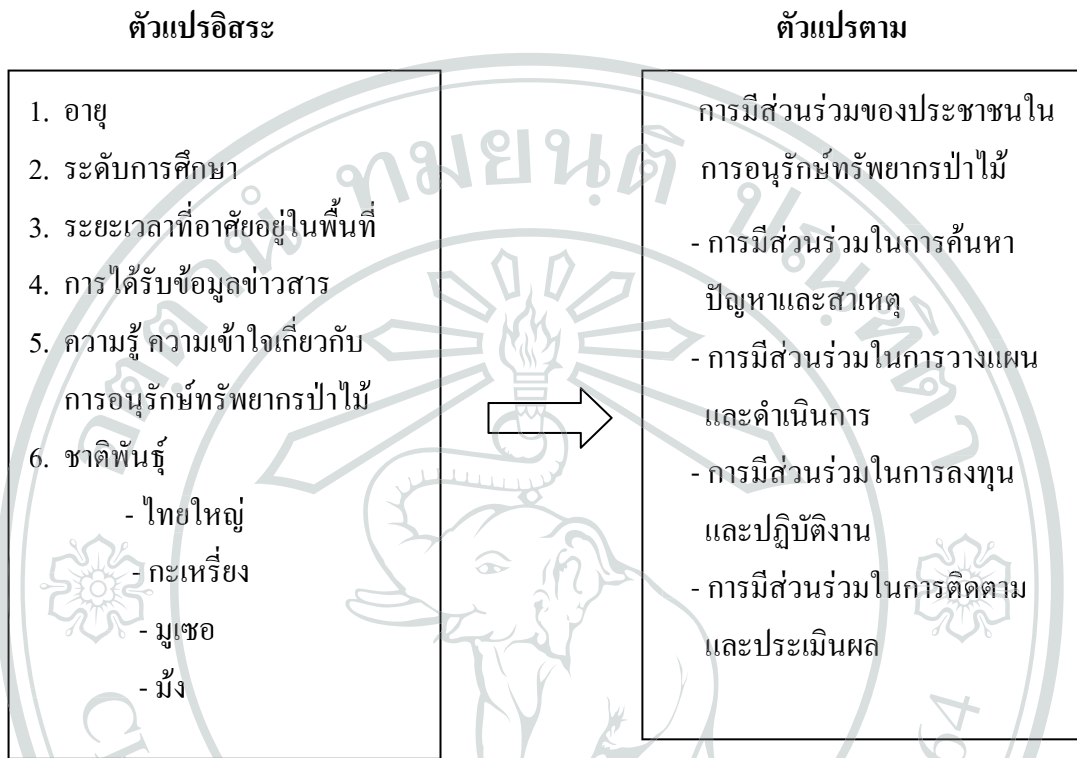 ตัวแปรอิสระ
1. อายุ
2. ระดับการศึกษา
3. ระยะเวลาที่อาศัยอยู่ในพื้นที่
4. การได้รับข้อมูลข่าวสาร
5. ความรู้ ความเข้าใจเกี่ยวกับ
การอนุรักษ์ทรัพยากรป่าไม้
6. ชาติพันธุ์
- ไทยใหญ่
- กะเหรี่ยง
- มูเซอ
- ม้ง
ตัวแปรตาม
การมีส่วนร่วมของประชาชนใน
การอนุรักษ์ทรัพยากรป่าไม้
- การมีส่วนร่วมในการค้นหา
ปัญหาและสาเหตุ
- การมีส่วนร่วมในการวางแผน
และดำเนินการ
- การมีส่วนร่วมในการลงทุน
และปฏิบัติงาน
- การมีส่วนร่วมในการติดตาม
และประเมินผล